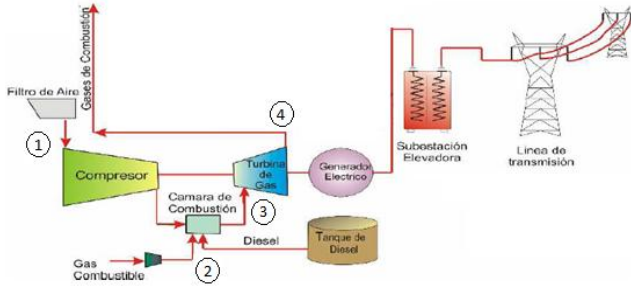 Gases de Combustión
Filtro de Aire
1
4
Compresor
Turbina
de
Gas
Generador
Electrico
Subestación
Elevadora
Linea de
transmisión
Camara de
Combustión
3
Diesel
Tanque de
Diesel
Gas
Combustible
2